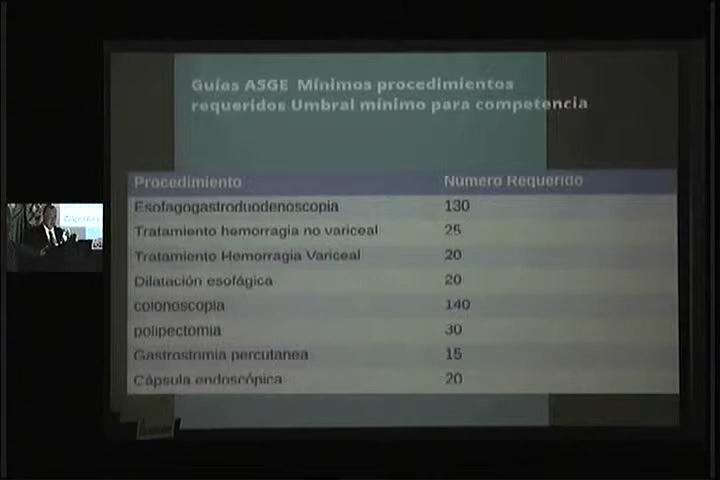 Guías ASGE Mínimos procedimientos
requeridos Umbral mínimo para competencia
Procedimiento Número Requerido
Esofagogastroduodenoscopia 130
Tratamiento hemorragia no variceal 25
Tratamiento Hemorragia Variceal 20
Dilatación esofágica 20
colonoscopia 140
polipectomia 30
Gastrostomia percutanea 15
Cápsula endoscópica 20